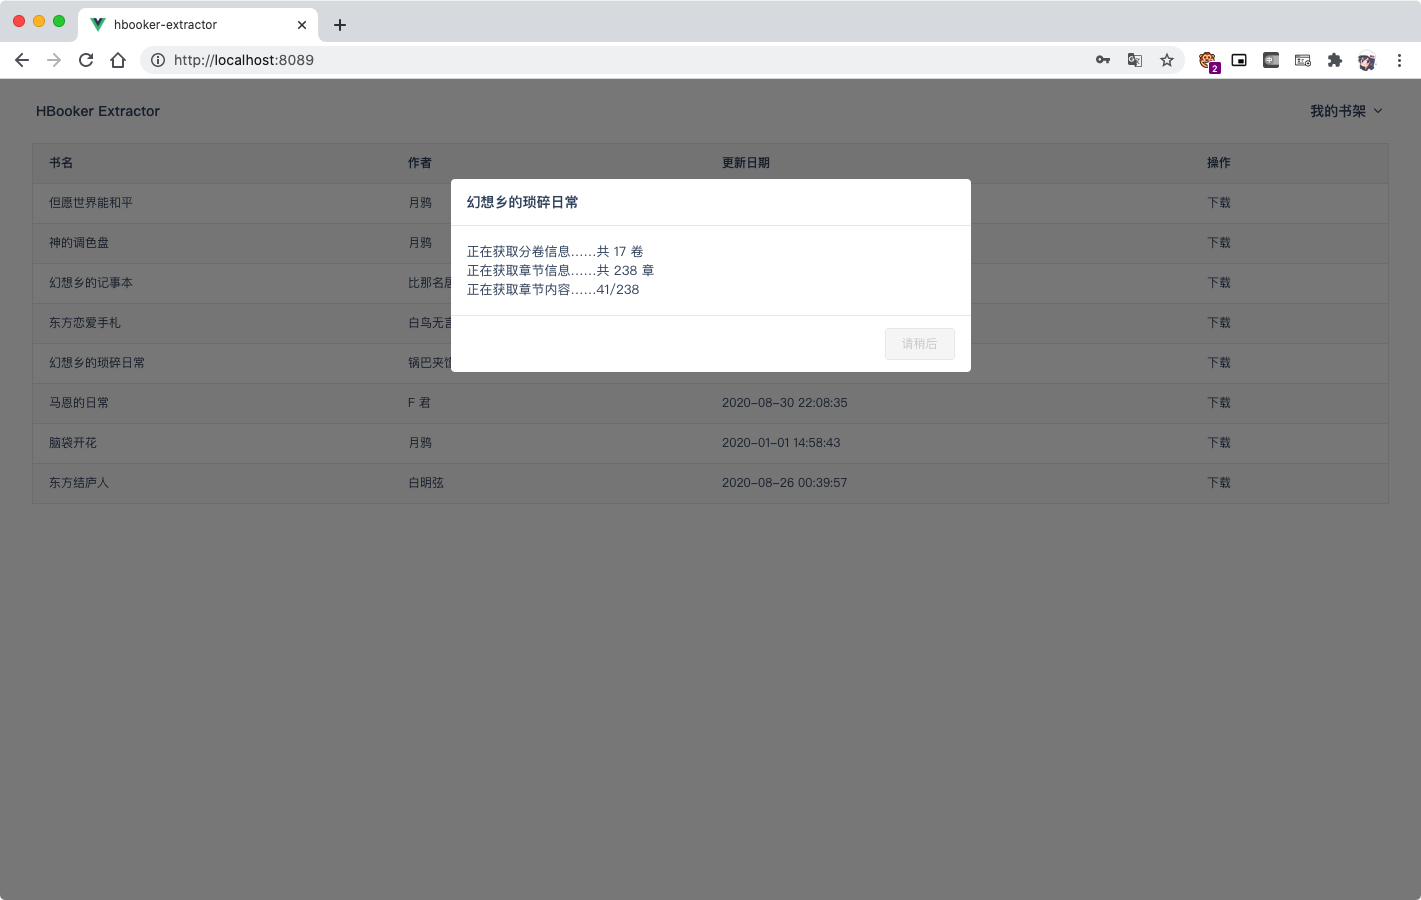 hbooker-extractor
http://localhost:8089
2
HBooker Extractor
我的书架
书名 作者 更新日期 操作
但愿世界能和平 月鸦 下载
神的调色盘 月鸦 下载
幻想乡的记事本 比那名居 下载
东方恋爱手札 白鸟无言 下载
幻想乡的琐碎日常 锅巴夹馅 下载
马恩的日常 F 君 2020-08-30 22:08:35 下载
脑袋开花 月鸦 2020-01-01 14:58:43 下载
东方结庐人 白明弦 2020-08-26 00:39:57 下载
幻想乡的琐碎日常
正在获取分卷信息……共 17 卷
正在获取章节信息……共 238 章
正在获取章节内容……41/238
请稍后